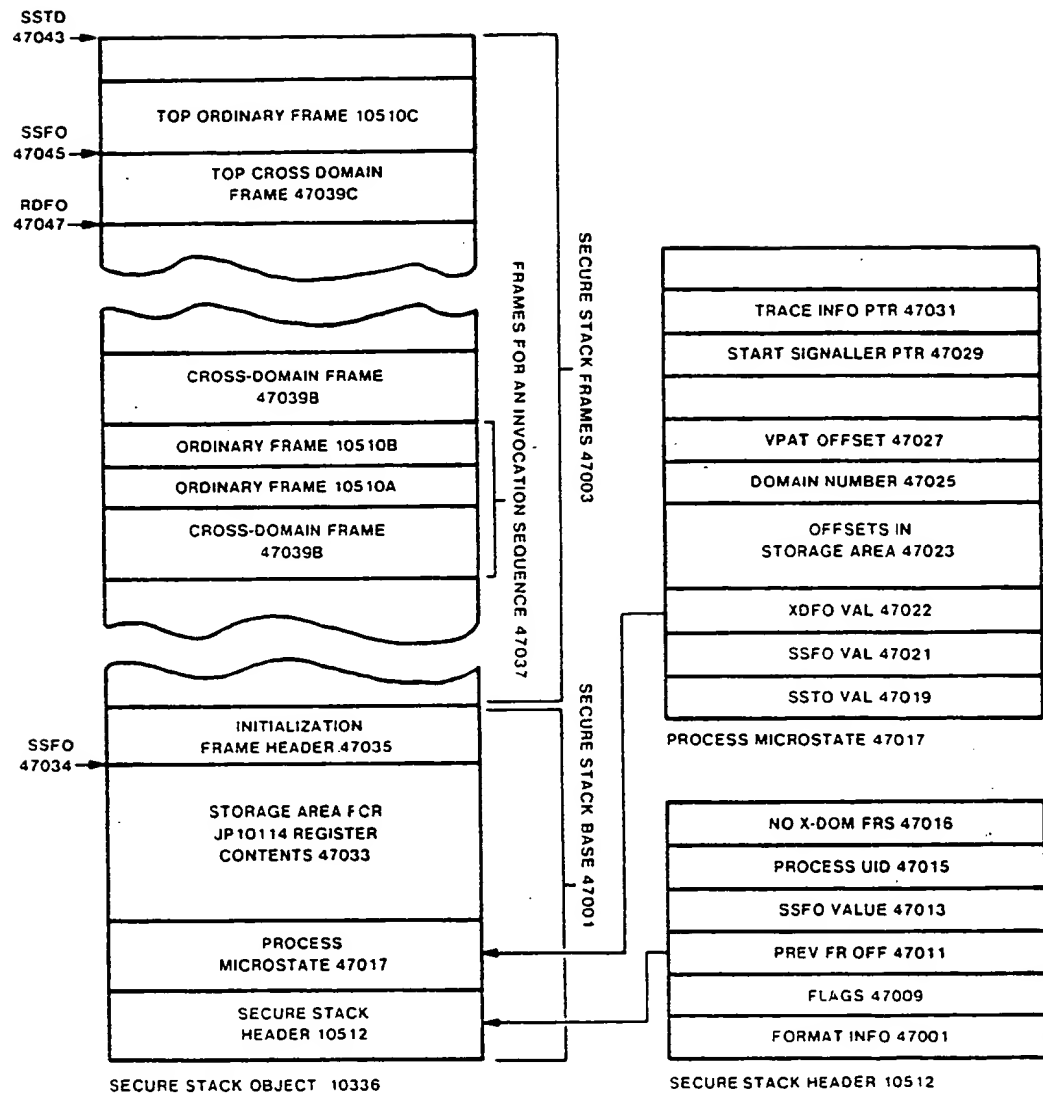 SSTD
47043
TOP ORDINARY FRAME 10510C
SSFO
47045
TOP CROSS DOMAIN
FRAME 47039C
RDFO
47047
CROSS-DOMAIN FRAME
47039B
ORDINARY FRAME 10510B
ORDINARY FRAME 10510A
CROSS-DOMAIN FRAME
47039B
FRAMES FOR AN INVOCATION SEQUENCE 47037
SECURE STACK FRAMES 47003
INITIALIZATION
FRAME HEADER 47035
SSFO
47034
STORAGE AREA FCR
JP10114 REGISTER
CONTENTS 47033
PROCESS
MICROSTATE 47017
SECURE STACK
HEADER 10512
SECURE STACK BASE 47001
SECURE STACK OBJECT 10336
TRACE INFO PTR 47031
START SIGNALLER PTR 47029
VPAT OFFSET 47027
DOMAIN NUMBER 47025
OFFSETS IN
STORAGE AREA 47023
XDFO VAL 47022
SSFO VAL 47021
SSTO VAL 47019
PROCESS MICROSTATE 47017
NO X-DOM FRS 47016
PROCESS UID 47015
SSFO VALUE 47013
PREV FR OFF 47011
FLAGS 47009
FORMAT INFO 47001
SECURE STACK HEADER 10512